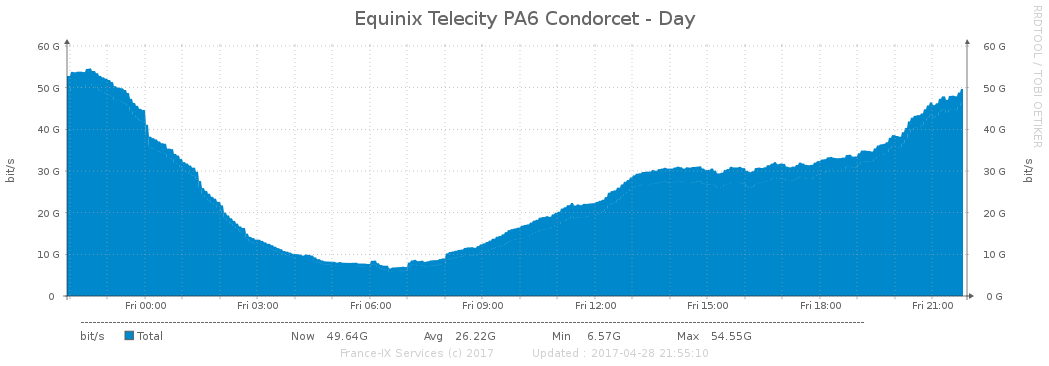 Equinix Telecity PA6 Condorcet - Day
RRDTOOL / TOBI OETIKER
60 G 60 G
50 G 50 G
40 G 40 G
30 G 30 G
20 G 20 G
10 G 10 G
0 0 G
bit/s bit/s
Fri 00:00 Fri 03:00 Fri 06:00 Fri 09:00 Fri 12:00 Fri 15:00 Fri 18:00 Fri 21:00
bit/s Total Now 49.64G Avg 26.22G Min 6.57G Max 54.55G
France-IX Services (c) 2017 Updated : 2017-04-28 21:55:10